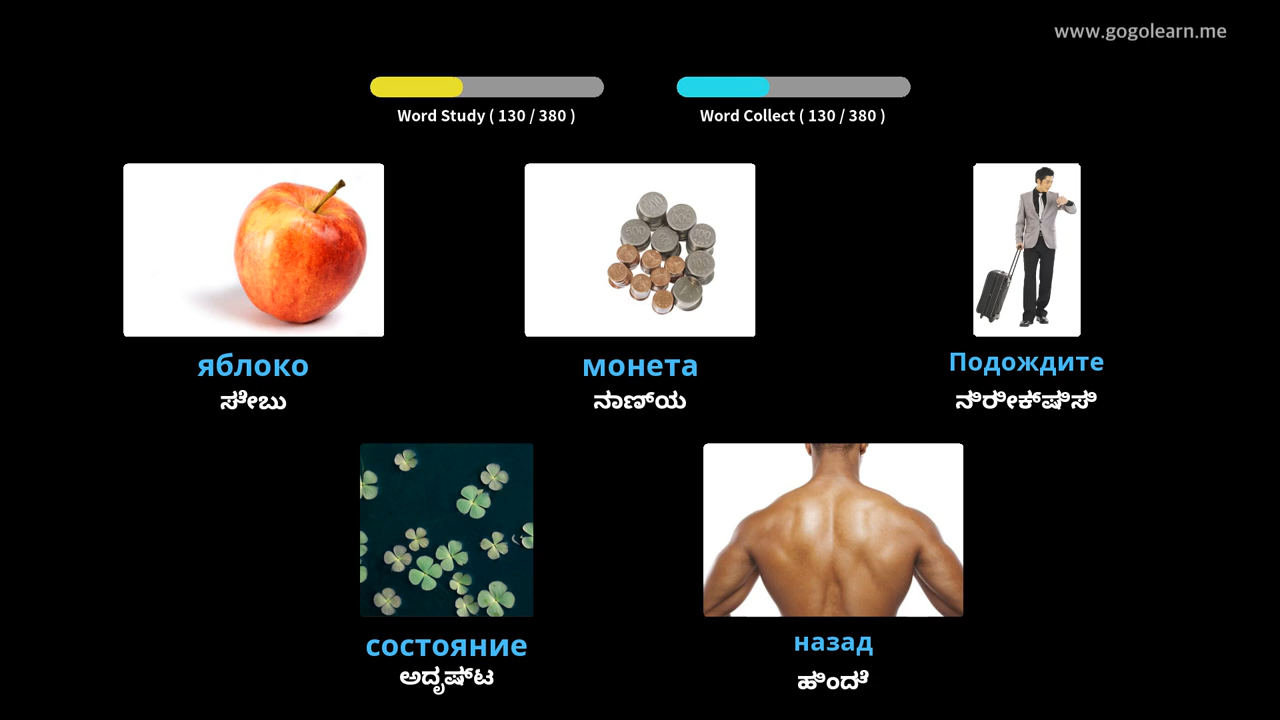 www.gogolearn.me
Word Study ( 130 / 380 )
Word Collect ( 130 / 380 )
яблоко
ಸೇಬು
монета
ನಾಣ್ಯ
Подождите
ನಿರೀಕ್ಷಿಸಿ
состояние
ಅದೃಷ್ಟ
назад
ಹಿಂದೆ